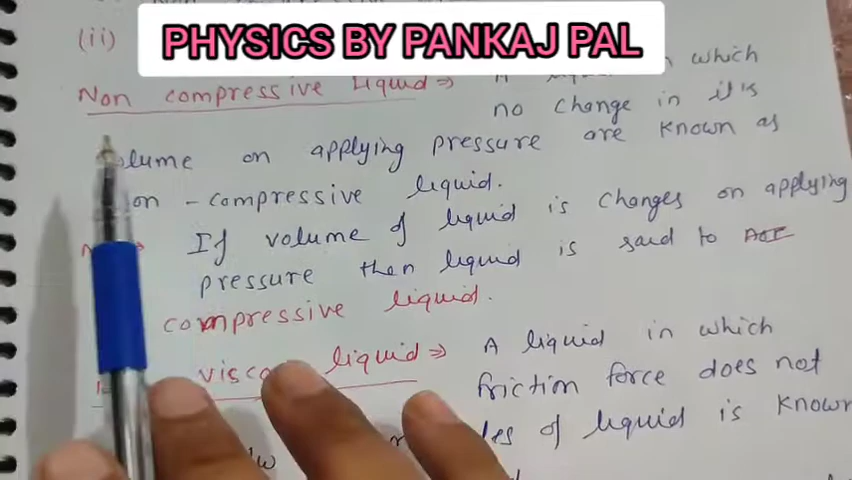 PHYSICS BY PANKAJ PAL
(ii)
Non compressive Liquid ⇒ A which
no change in it's
volume on applying pressure are known as
non - compressive liquid.
If volume of liquid is changes on applying
pressure then liquid is said to
compressive liquid.
liquid ⇒ A liquid in which
friction force does not
of liquid is known